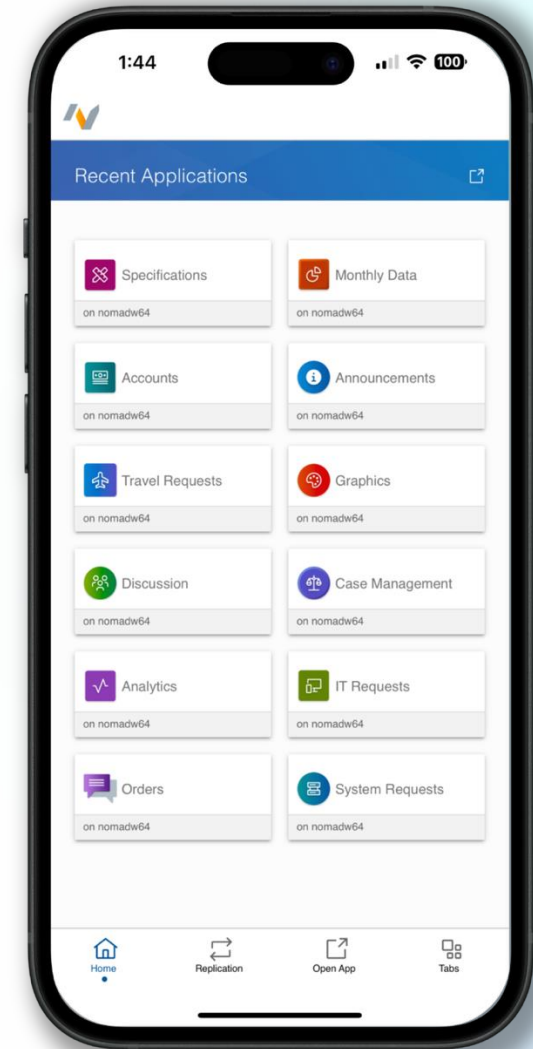 1:44
100
Recent Applications
Specifications
on nomadw64
Monthly Data
on nomadw64
Accounts
on nomadw64
Announcements
on nomadw64
Travel Requests
on nomadw64
Graphics
on nomadw64
Discussion
on nomadw64
Case Management
on nomadw64
Analytics
on nomadw64
IT Requests
on nomadw64
Orders
on nomadw64
System Requests
on nomadw64
Home
Replication
Open App
Tabs